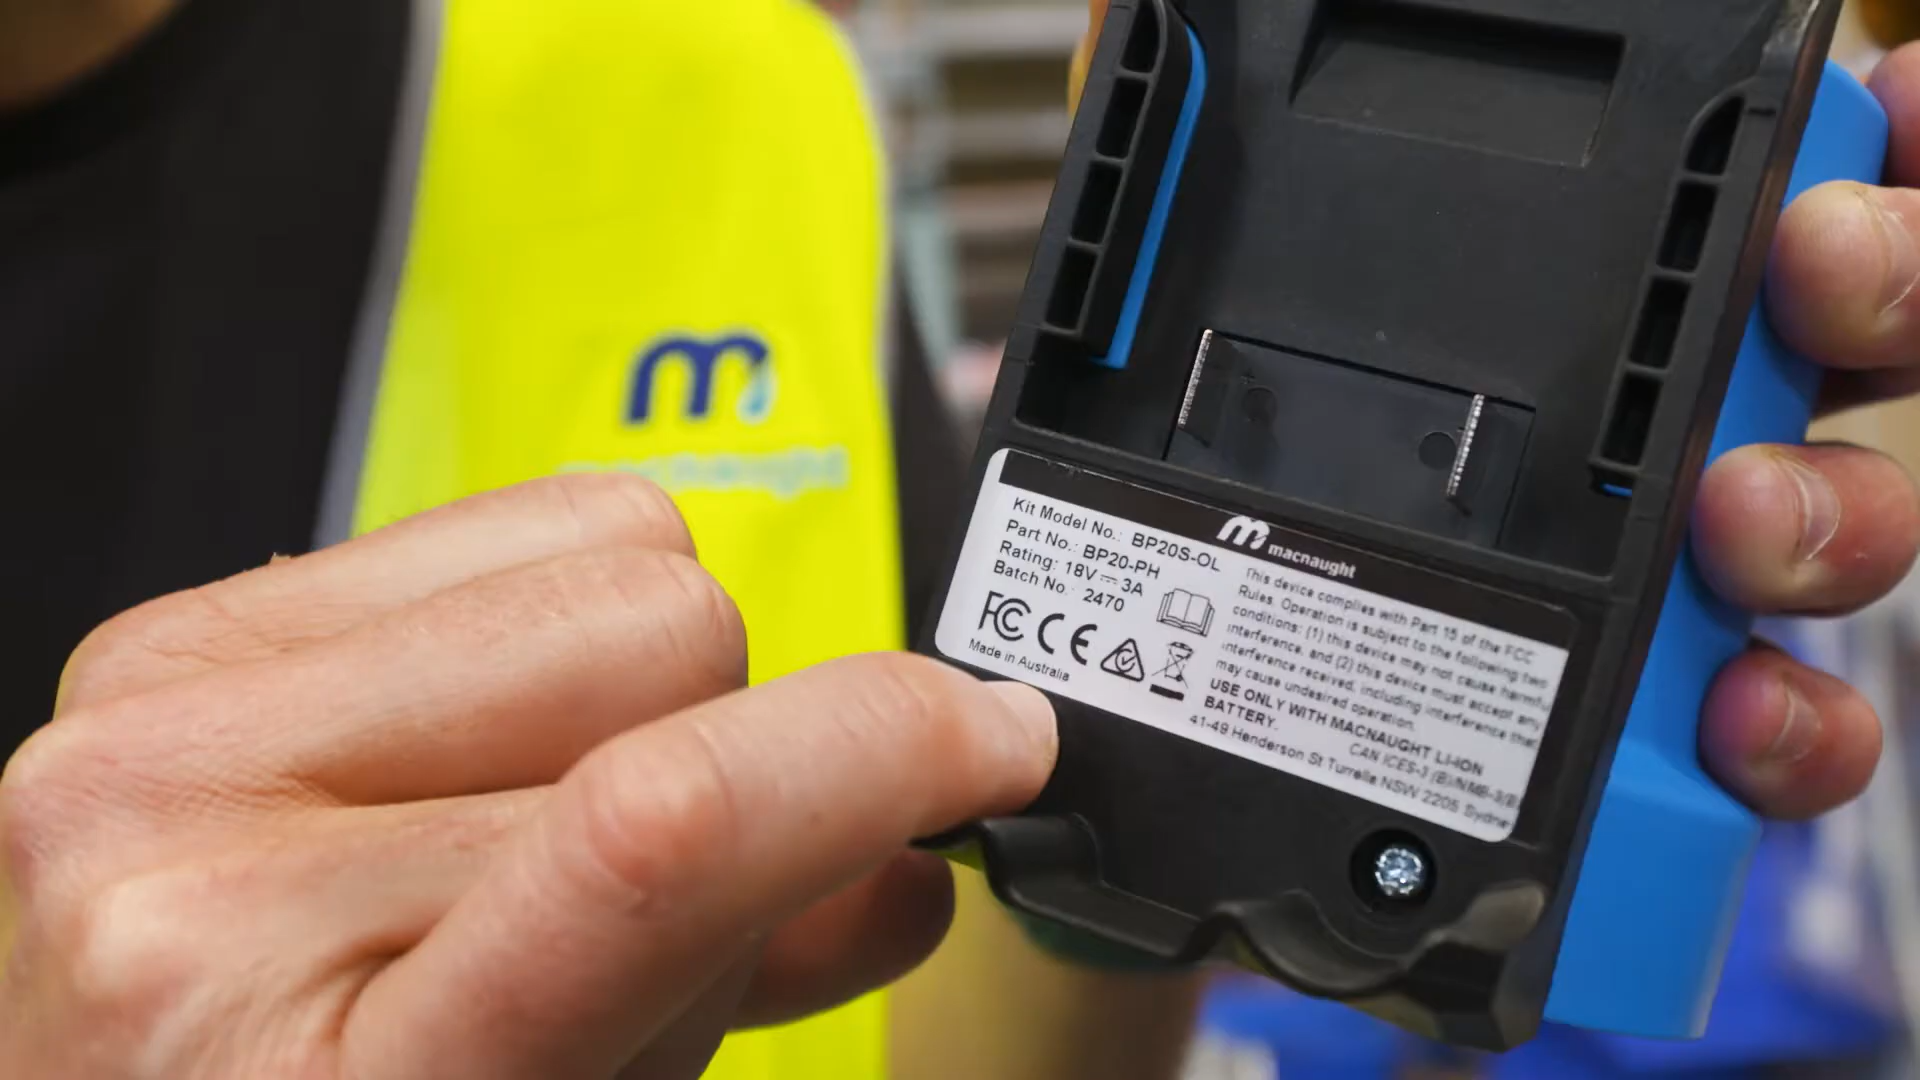 macnaught
macnaught
Kit Model No.: BP20S-OL
Part No.: BP20-PH
Rating: 18V 3A
Batch No.: 2470
FCC CE
Made in Australia
This device complies with Part 15 of the FCC
Rules. Operation is subject to the following two
conditions: (1) this device may not cause harmful
interference, and (2) this device must accept any
interference received, including interference that
may cause undesired operation.
USE ONLY WITH MACNAUGHT LI-ION
BATTERY.
CAN ICES-3 (B)/NMB-3(B)
41-49 Henderson St Turrella NSW 2205 Sydney